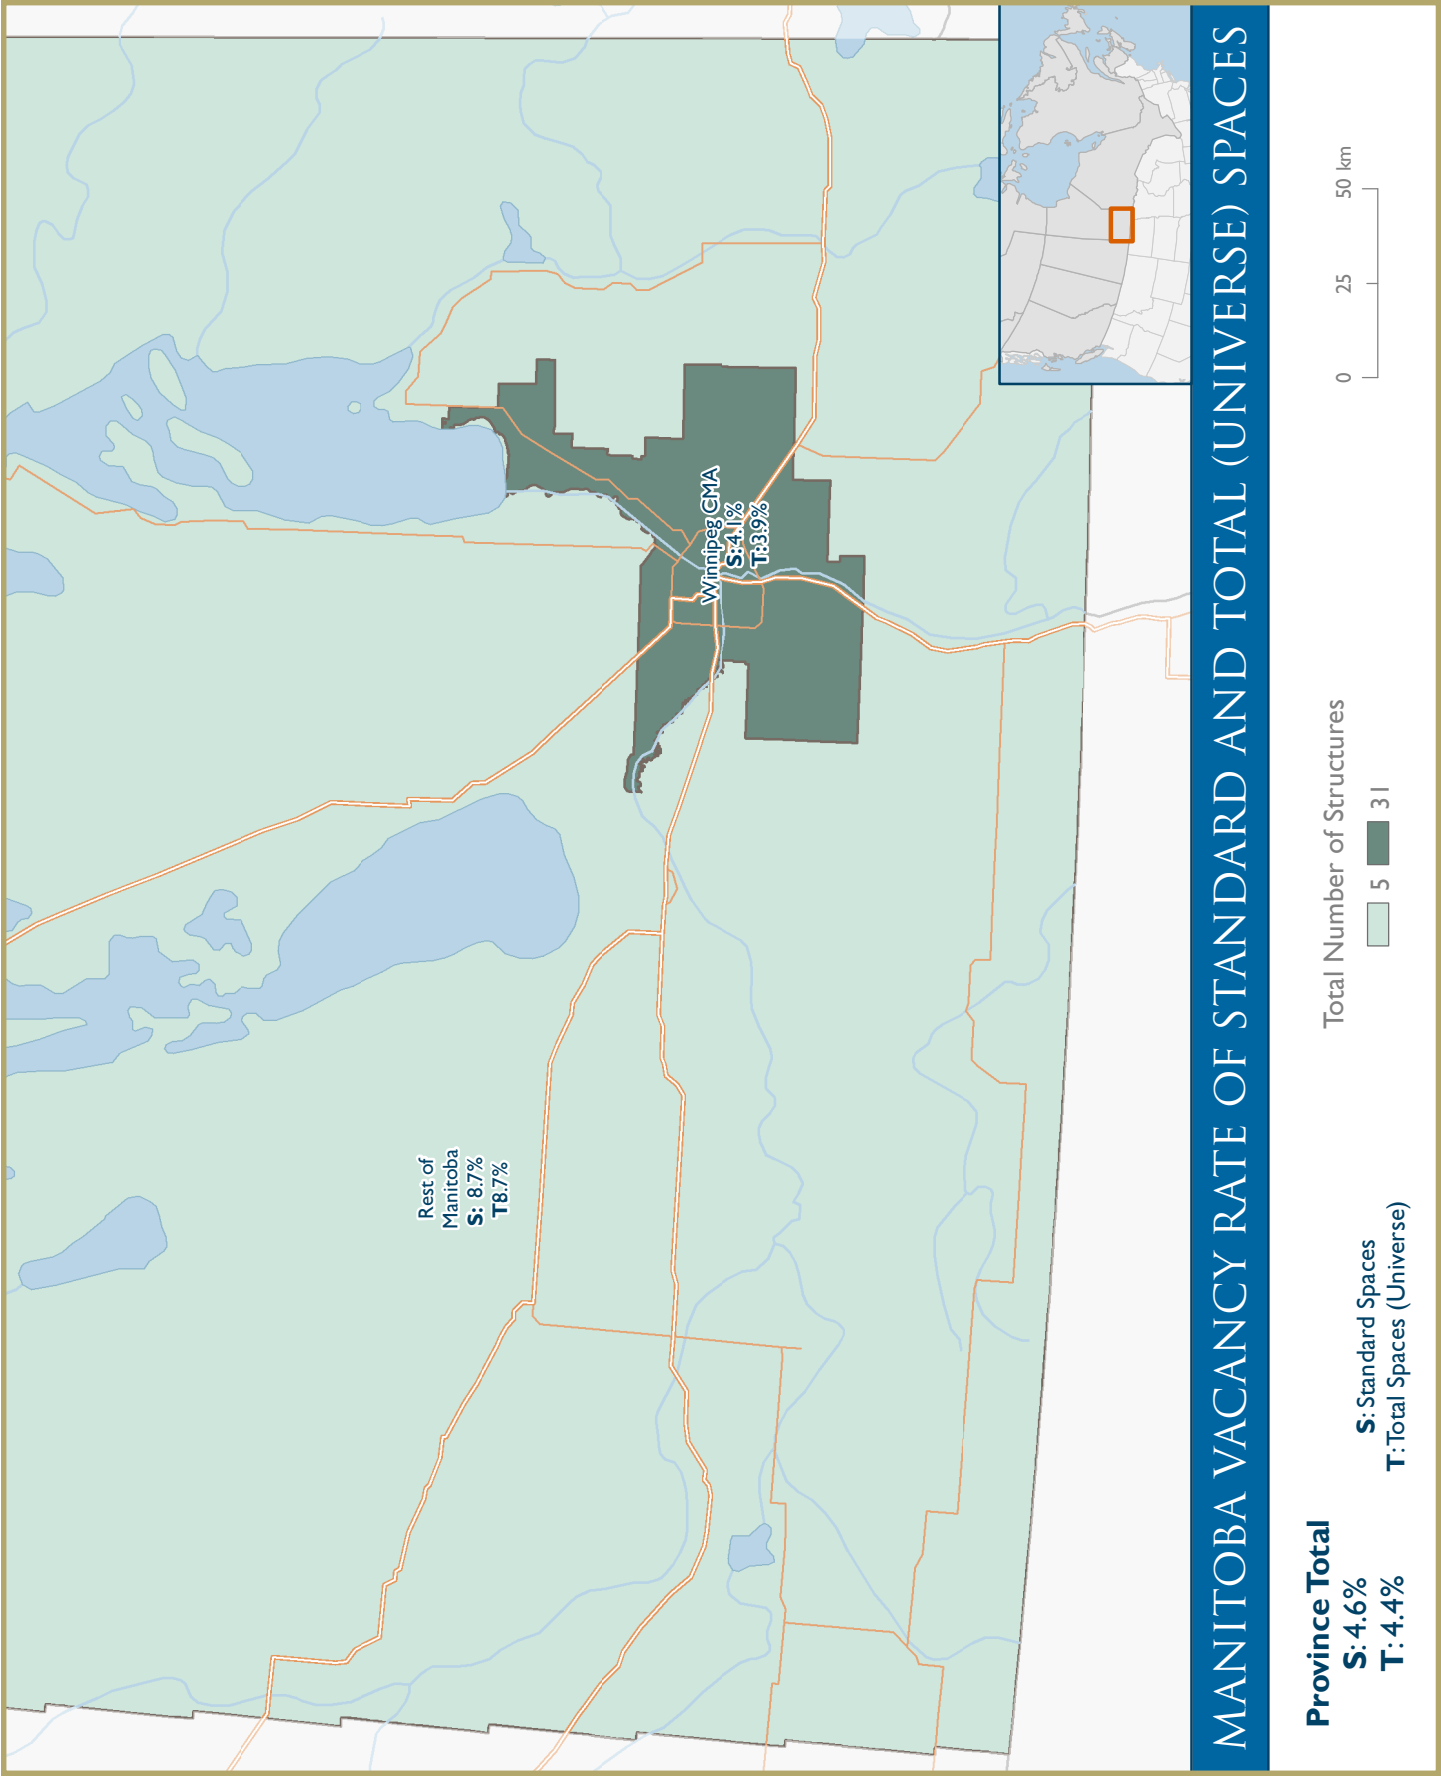 Rest of
Manitoba
S: 8.7%
T8.7%
Winnipeg CMA
S: 4.1%
T:3.9%
MANITOBA VACANCY RATE OF STANDARD AND TOTAL (UNIVERSE) SPACES
Province Total
S: 4.6%
T: 4.4%
S: Standard Spaces
T: Total Spaces (Universe)
Total Number of Structures
5 31
0 25 50 km